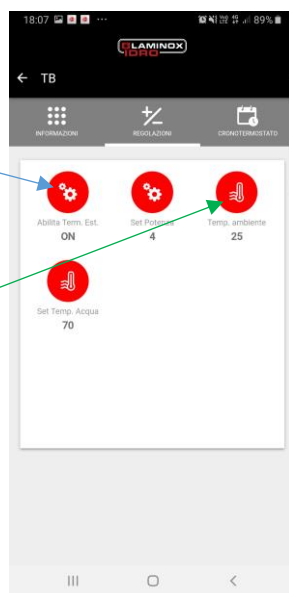 18:07 89%
LAMINOX
IDRO
TB
INFORMAZIONI REGOLAZIONI CRONOTERMOSTATO
Abilita Term. Est. Set Potenza Temp. ambiente
ON 4 25
Set Temp. Acqua
70